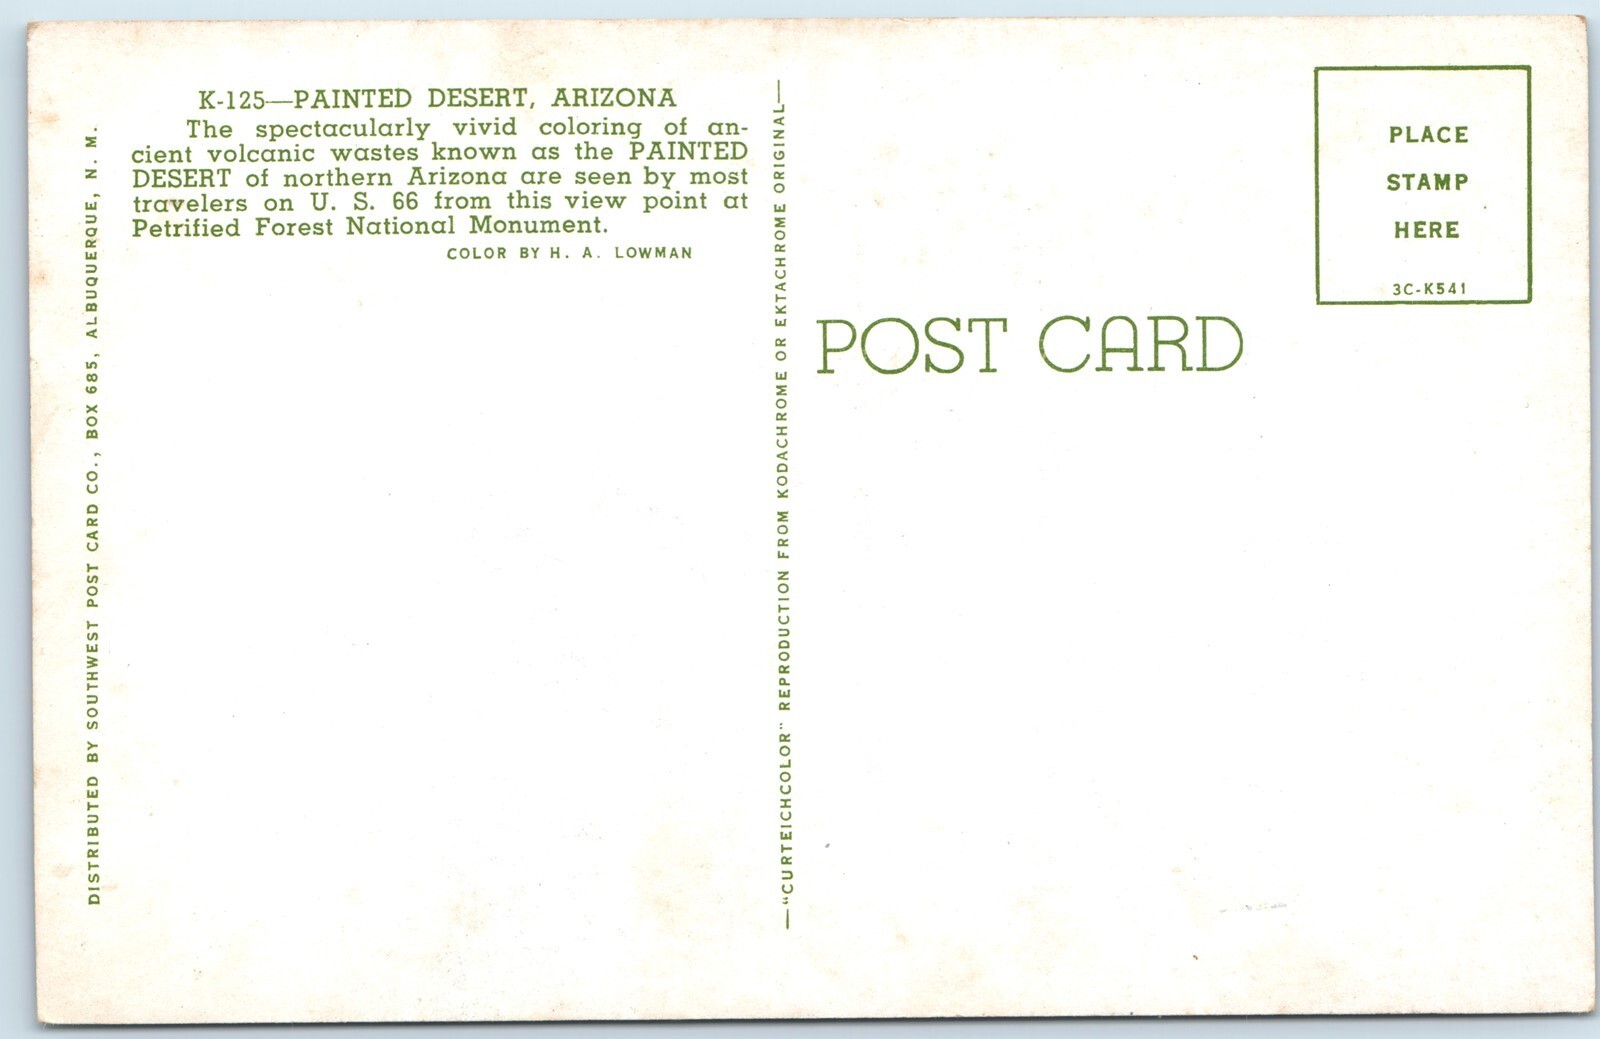 K-125—PAINTED DESERT, ARIZONA
The spectacularly vivid coloring of an-
cient volcanic wastes known as the PAINTED
DESERT of northern Arizona are seen by most
travelers on U. S. 66 from this view point at
Petrified Forest National Monument.
COLOR BY H. A. LOWMAN
DISTRIBUTED BY SOUTHWEST POST CARD CO., BOX 685, ALBUQUERQUE, N. M.
—"CURTEICHCOLOR" REPRODUCTION FROM KODACHROME OR EKTACHROME ORIGINAL—
POST CARD
PLACE
STAMP
HERE
3C-K541